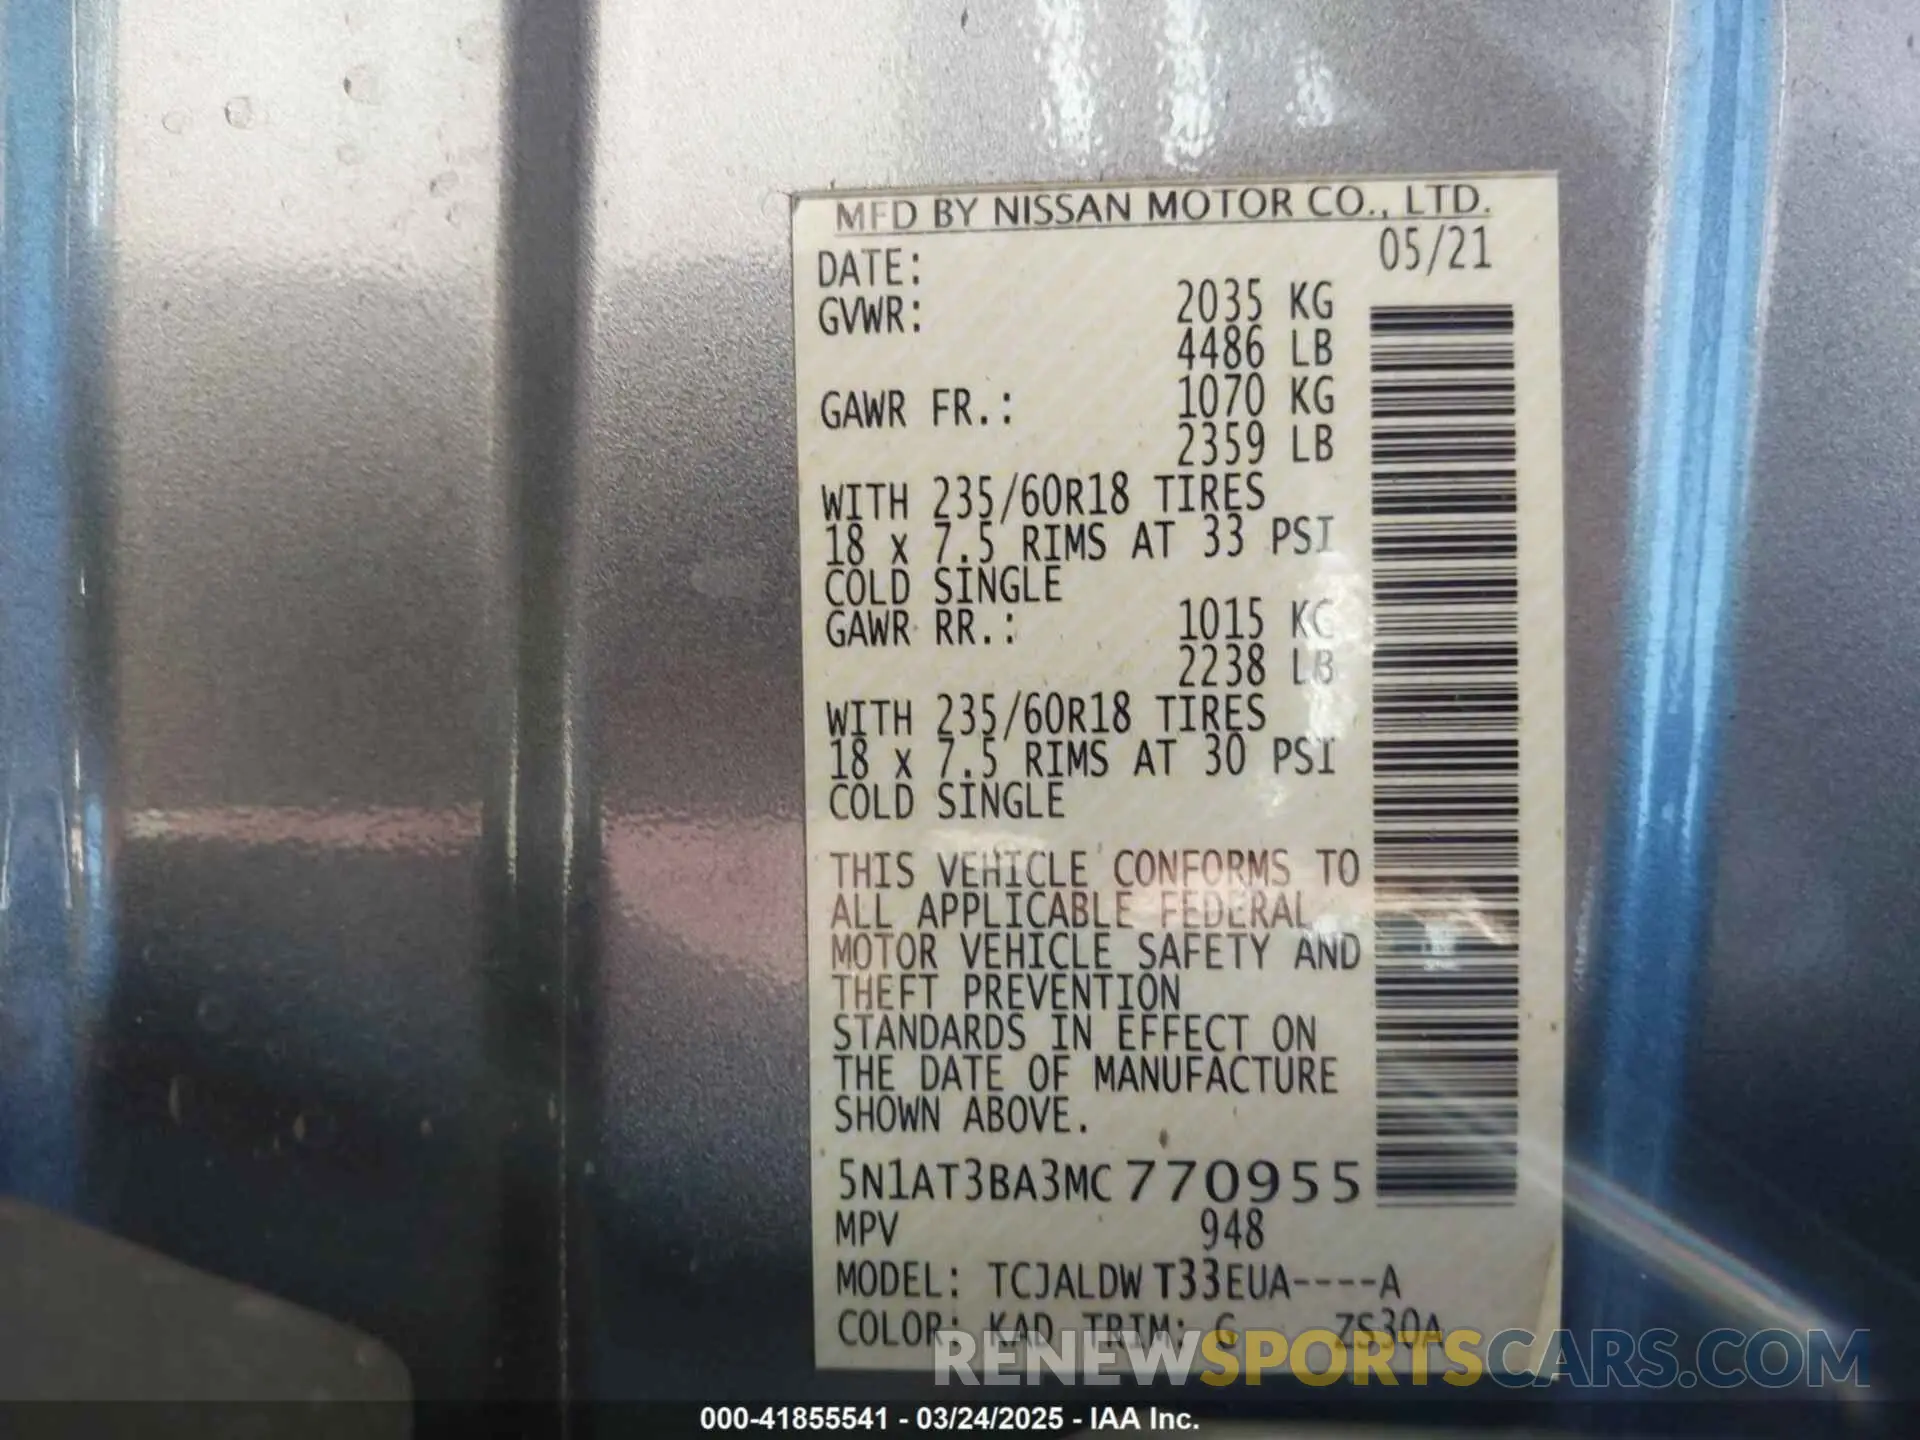 MFD BY NISSAN MOTOR CO., LTD.
DATE: 05/21
GVWR: 2035 KG
4486 LB
GAWR FR.: 1070 KG
2359 LB
WITH 235/60R18 TIRES
18 x 7.5 RIMS AT 33 PSI
COLD SINGLE
GAWR RR.: 1015 KG
2238 LB
WITH 235/60R18 TIRES
18 x 7.5 RIMS AT 30 PSI
COLD SINGLE
THIS VEHICLE CONFORMS TO
ALL APPLICABLE FEDERAL
MOTOR VEHICLE SAFETY AND
THEFT PREVENTION
STANDARDS IN EFFECT ON
THE DATE OF MANUFACTURE
SHOWN ABOVE.
5N1AT3BA3MC770955
MPV 948
MODEL: TCJALDWT33EUA----A
COLOR: KAD TRIM: G ZS30A
RENEWSPORTSCARS.COM
000-41855541 - 03/24/2025 - IAA Inc.